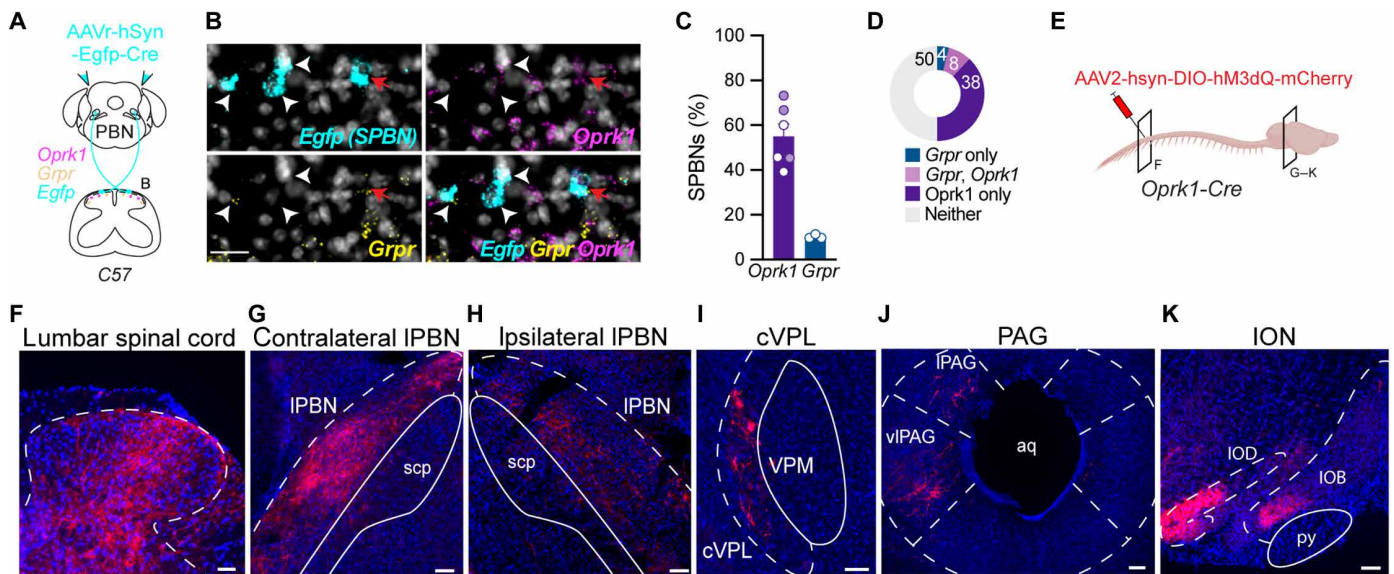 A
AAVr-hSyn
-Egfp-Cre
PBN
Oprk1
Grpr
Egfp
B
C57
B
Egfp (SPBN)
Oprk1
Grpr
Egfp Grpr Oprk1
C
SPBNs (%)
100
80
60
40
20
0
Oprk1 Grpr
D
50
4
8
38
Grpr only
Grpr, Oprk1
Oprk1 only
Neither
E
AAV2-hsyn-DIO-hM3dQ-mCherry
F
G–K
Oprk1-Cre
F
Lumbar spinal cord
G
Contralateral lPBN
lPBN
scp
H
Ipsilateral lPBN
lPBN
scp
I
cVPL
VPM
cVPL
J
PAG
lPAG
vlPAG
aq
K
ION
IOD
IOB
py